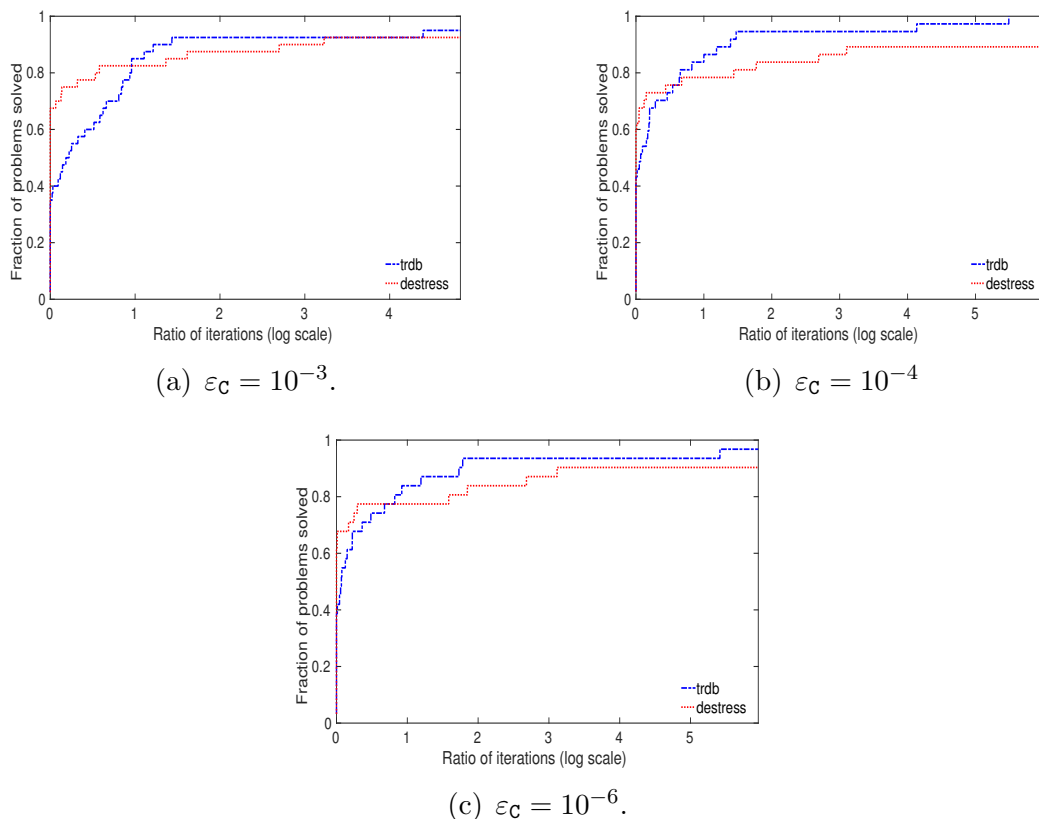 1
0.8
0.6
0.4
0.2
0
Fraction of problems solved
0 1 2 3 4
Ratio of iterations (log scale)
trdb
destress
(a) ε_C = 10^{-3}.
1
0.8
0.6
0.4
0.2
0
Fraction of problems solved
0 1 2 3 4 5
Ratio of iterations (log scale)
trdb
destress
(b) ε_C = 10^{-4}
1
0.8
0.6
0.4
0.2
0
Fraction of problems solved
0 1 2 3 4 5
Ratio of iterations (log scale)
trdb
destress
(c) ε_C = 10^{-6}.